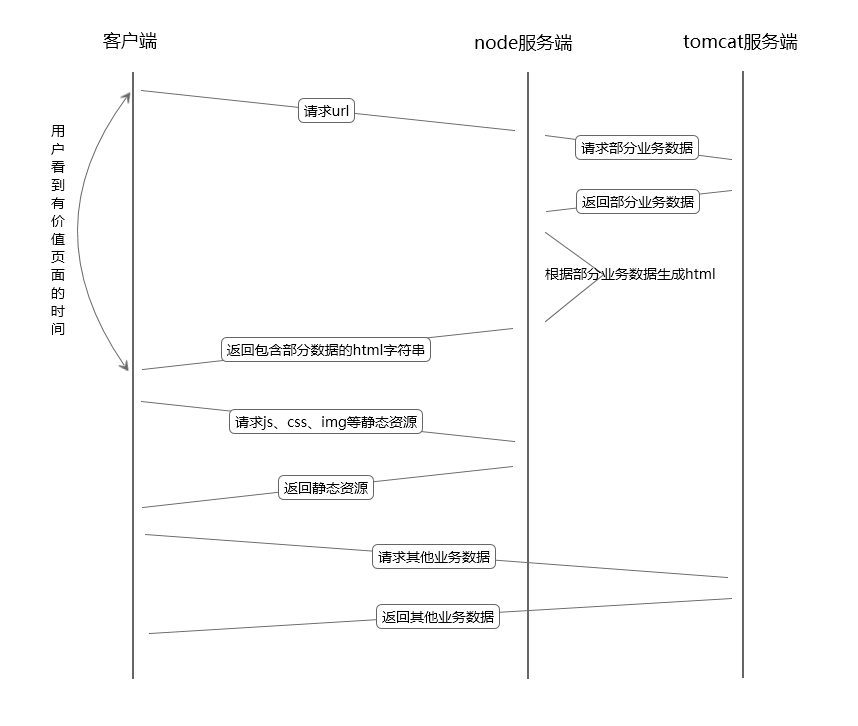 客户端
node服务端
tomcat服务端
请求url
请求部分业务数据
用户看到有价值页面的时间
返回部分业务数据
根据部分业务数据生成html
返回包含部分数据的html字符串
请求js、css、img等静态资源
返回静态资源
请求其他业务数据
返回其他业务数据